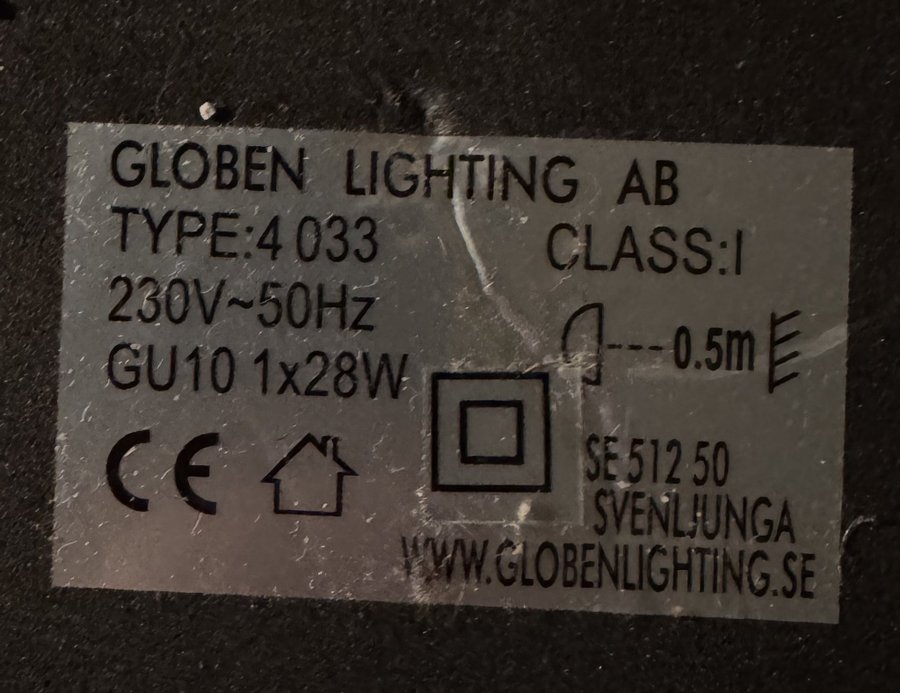 GLOBEN LIGHTING AB
TYPE:4 033
CLASS:I
230V~50Hz
GU10 1x28W
0.5m
CE
SE 512 50
SVENLJUNGA
WWW.GLOBENLIGHTING.SE